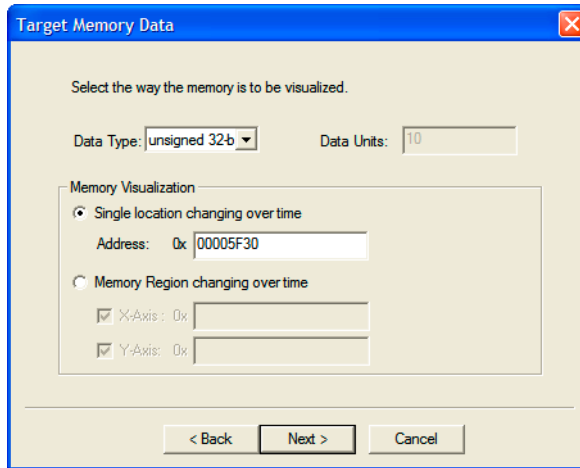 Target Memory Data
Select the way the memory is to be visualized.
Data Type: unsigned 32-b Data Units: 10
Memory Visualization
Single location changing over time
Address: 0x 00005F30
Memory Region changing over time
X-Axis : 0x
Y-Axis: 0x
< Back Next > Cancel